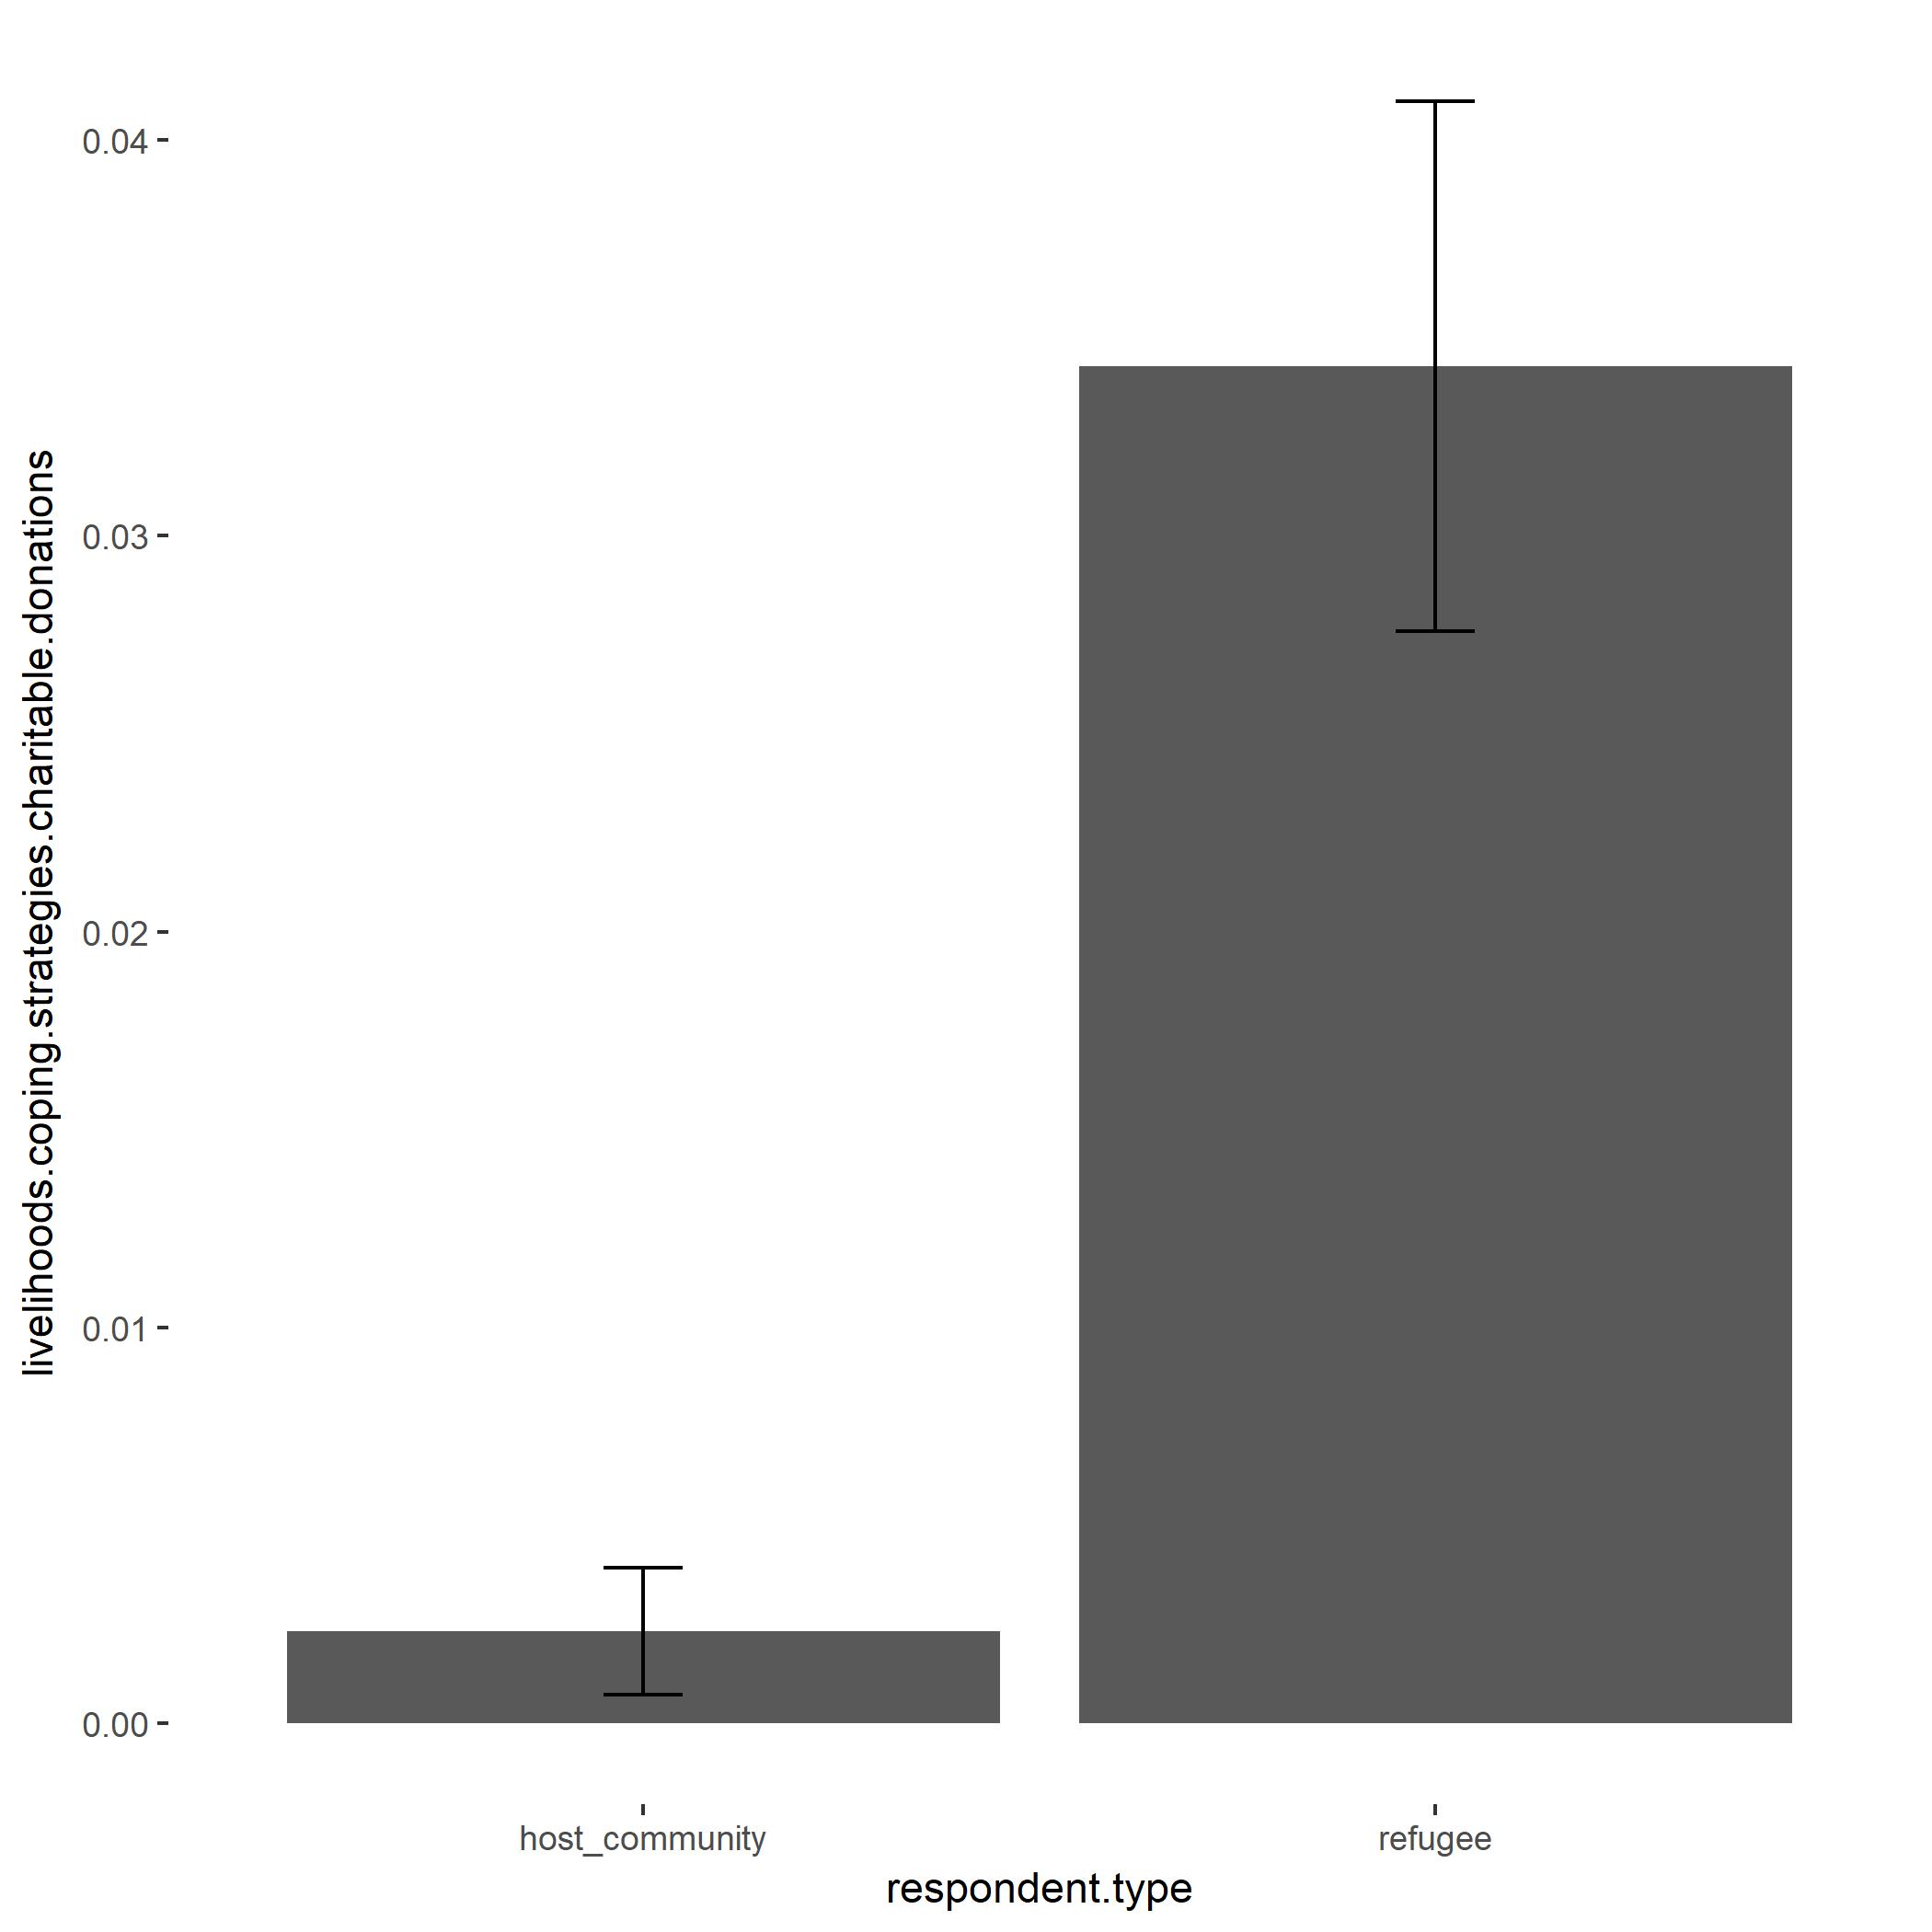 livelihoods.coping.strategies.charitable.donations
0.04
0.03
0.02
0.01
0.00
host_community
refugee
respondent.type